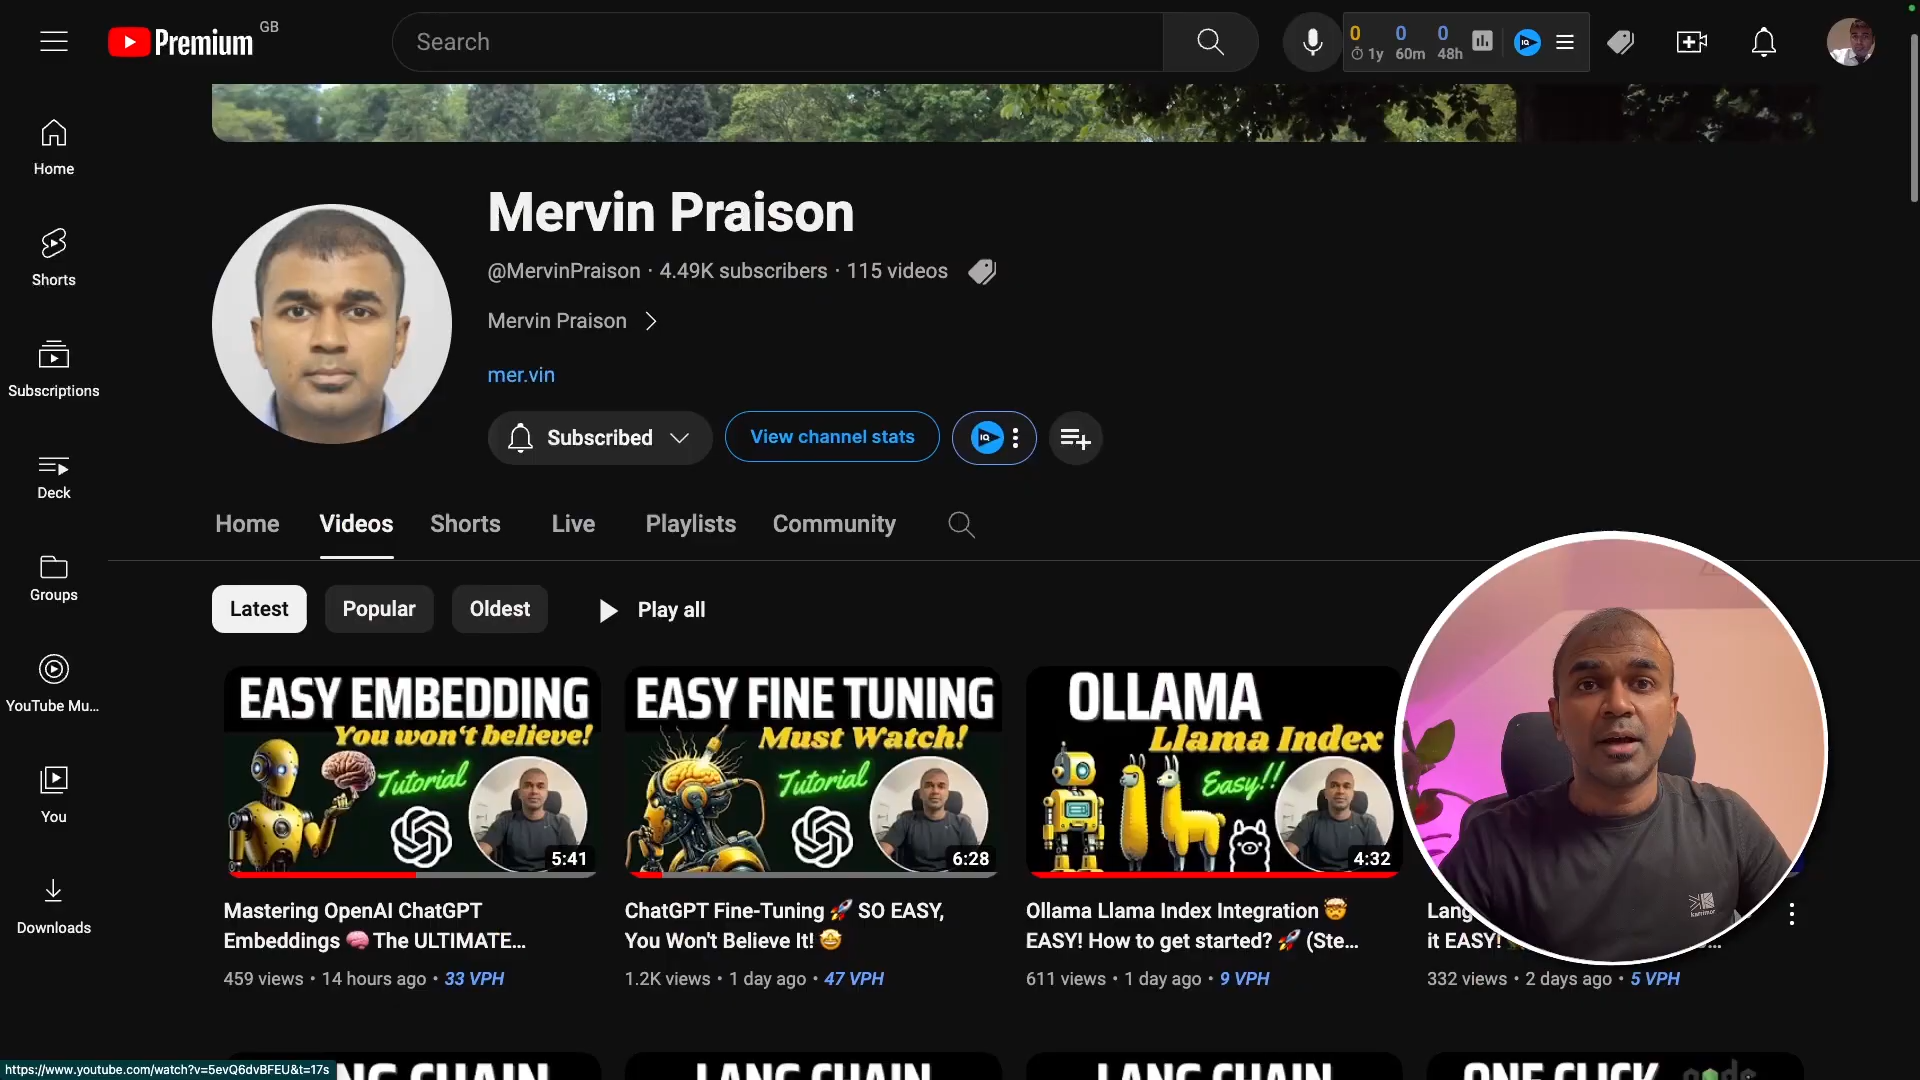 Premium GB
Search
0 0 0
1y 60m 48h
IQ
Home
Shorts
Subscriptions
Deck
Groups
YouTube Mu...
You
Downloads
Mervin Praison
@MervinPraison · 4.49K subscribers · 115 videos
Mervin Praison
mer.vin
Subscribed
View channel stats
IQ
Home Videos Shorts Live Playlists Community
Latest Popular Oldest Play all
EASY EMBEDDING
You won't believe!
Tutorial
5:41
EASY FINE TUNING
Must Watch!
Tutorial
6:28
OLLAMA
Llama Index
Easy!!
4:32
karrimor
Mastering OpenAI ChatGPT
Embeddings 🧠 The ULTIMATE...
459 views · 14 hours ago · 33 VPH
ChatGPT Fine-Tuning 🚀 SO EASY,
You Won't Believe It! 🤩
1.2K views · 1 day ago · 47 VPH
Ollama Llama Index Integration 🤯
EASY! How to get started? 🚀 (Ste...
611 views · 1 day ago · 9 VPH
Lang
it EASY!
332 views · 2 days ago · 5 VPH
https://www.youtube.com/watch?v=5evQ6dvBFEU&t=17s
NG CHAIN
LANG CHAIN
LANG CHAIN
ONE CLICK
node